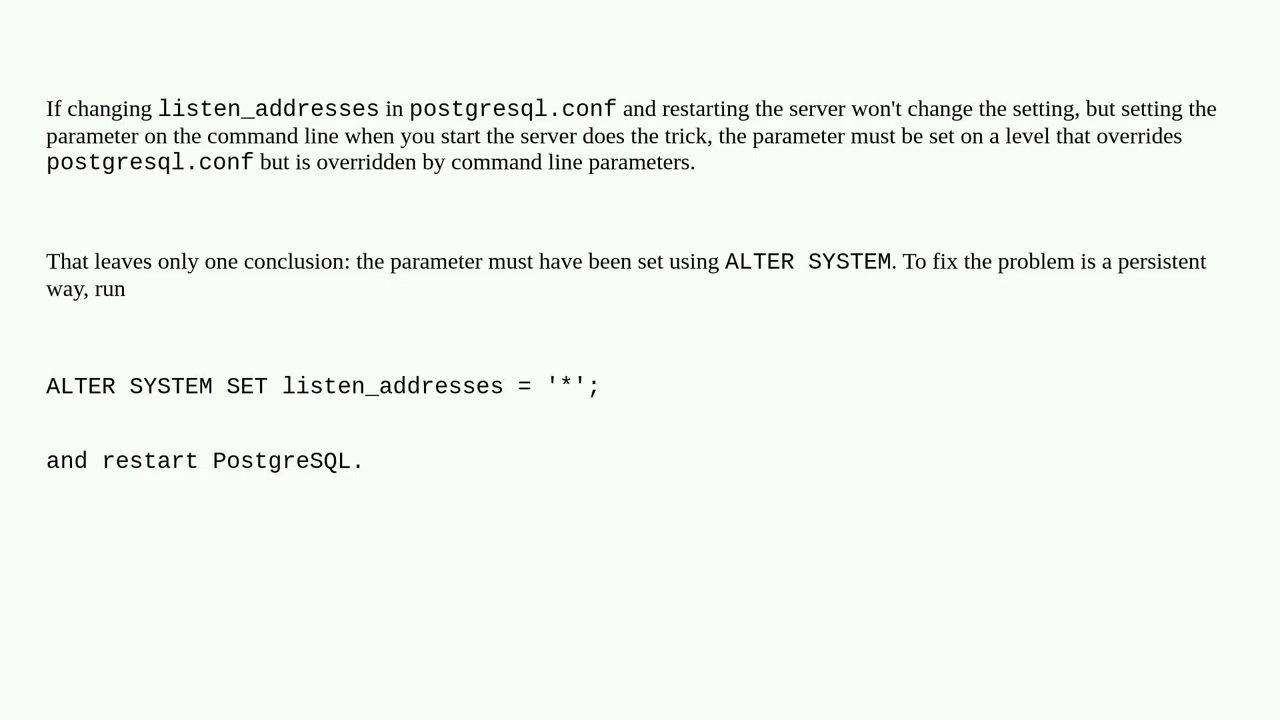 If changing listen_addresses in postgresql.conf and restarting the server won't change the setting, but setting the
parameter on the command line when you start the server does the trick, the parameter must be set on a level that overrides
postgresql.conf but is overridden by command line parameters.
That leaves only one conclusion: the parameter must have been set using ALTER SYSTEM. To fix the problem is a persistent
way, run
ALTER SYSTEM SET listen_addresses = '*';
and restart PostgreSQL.